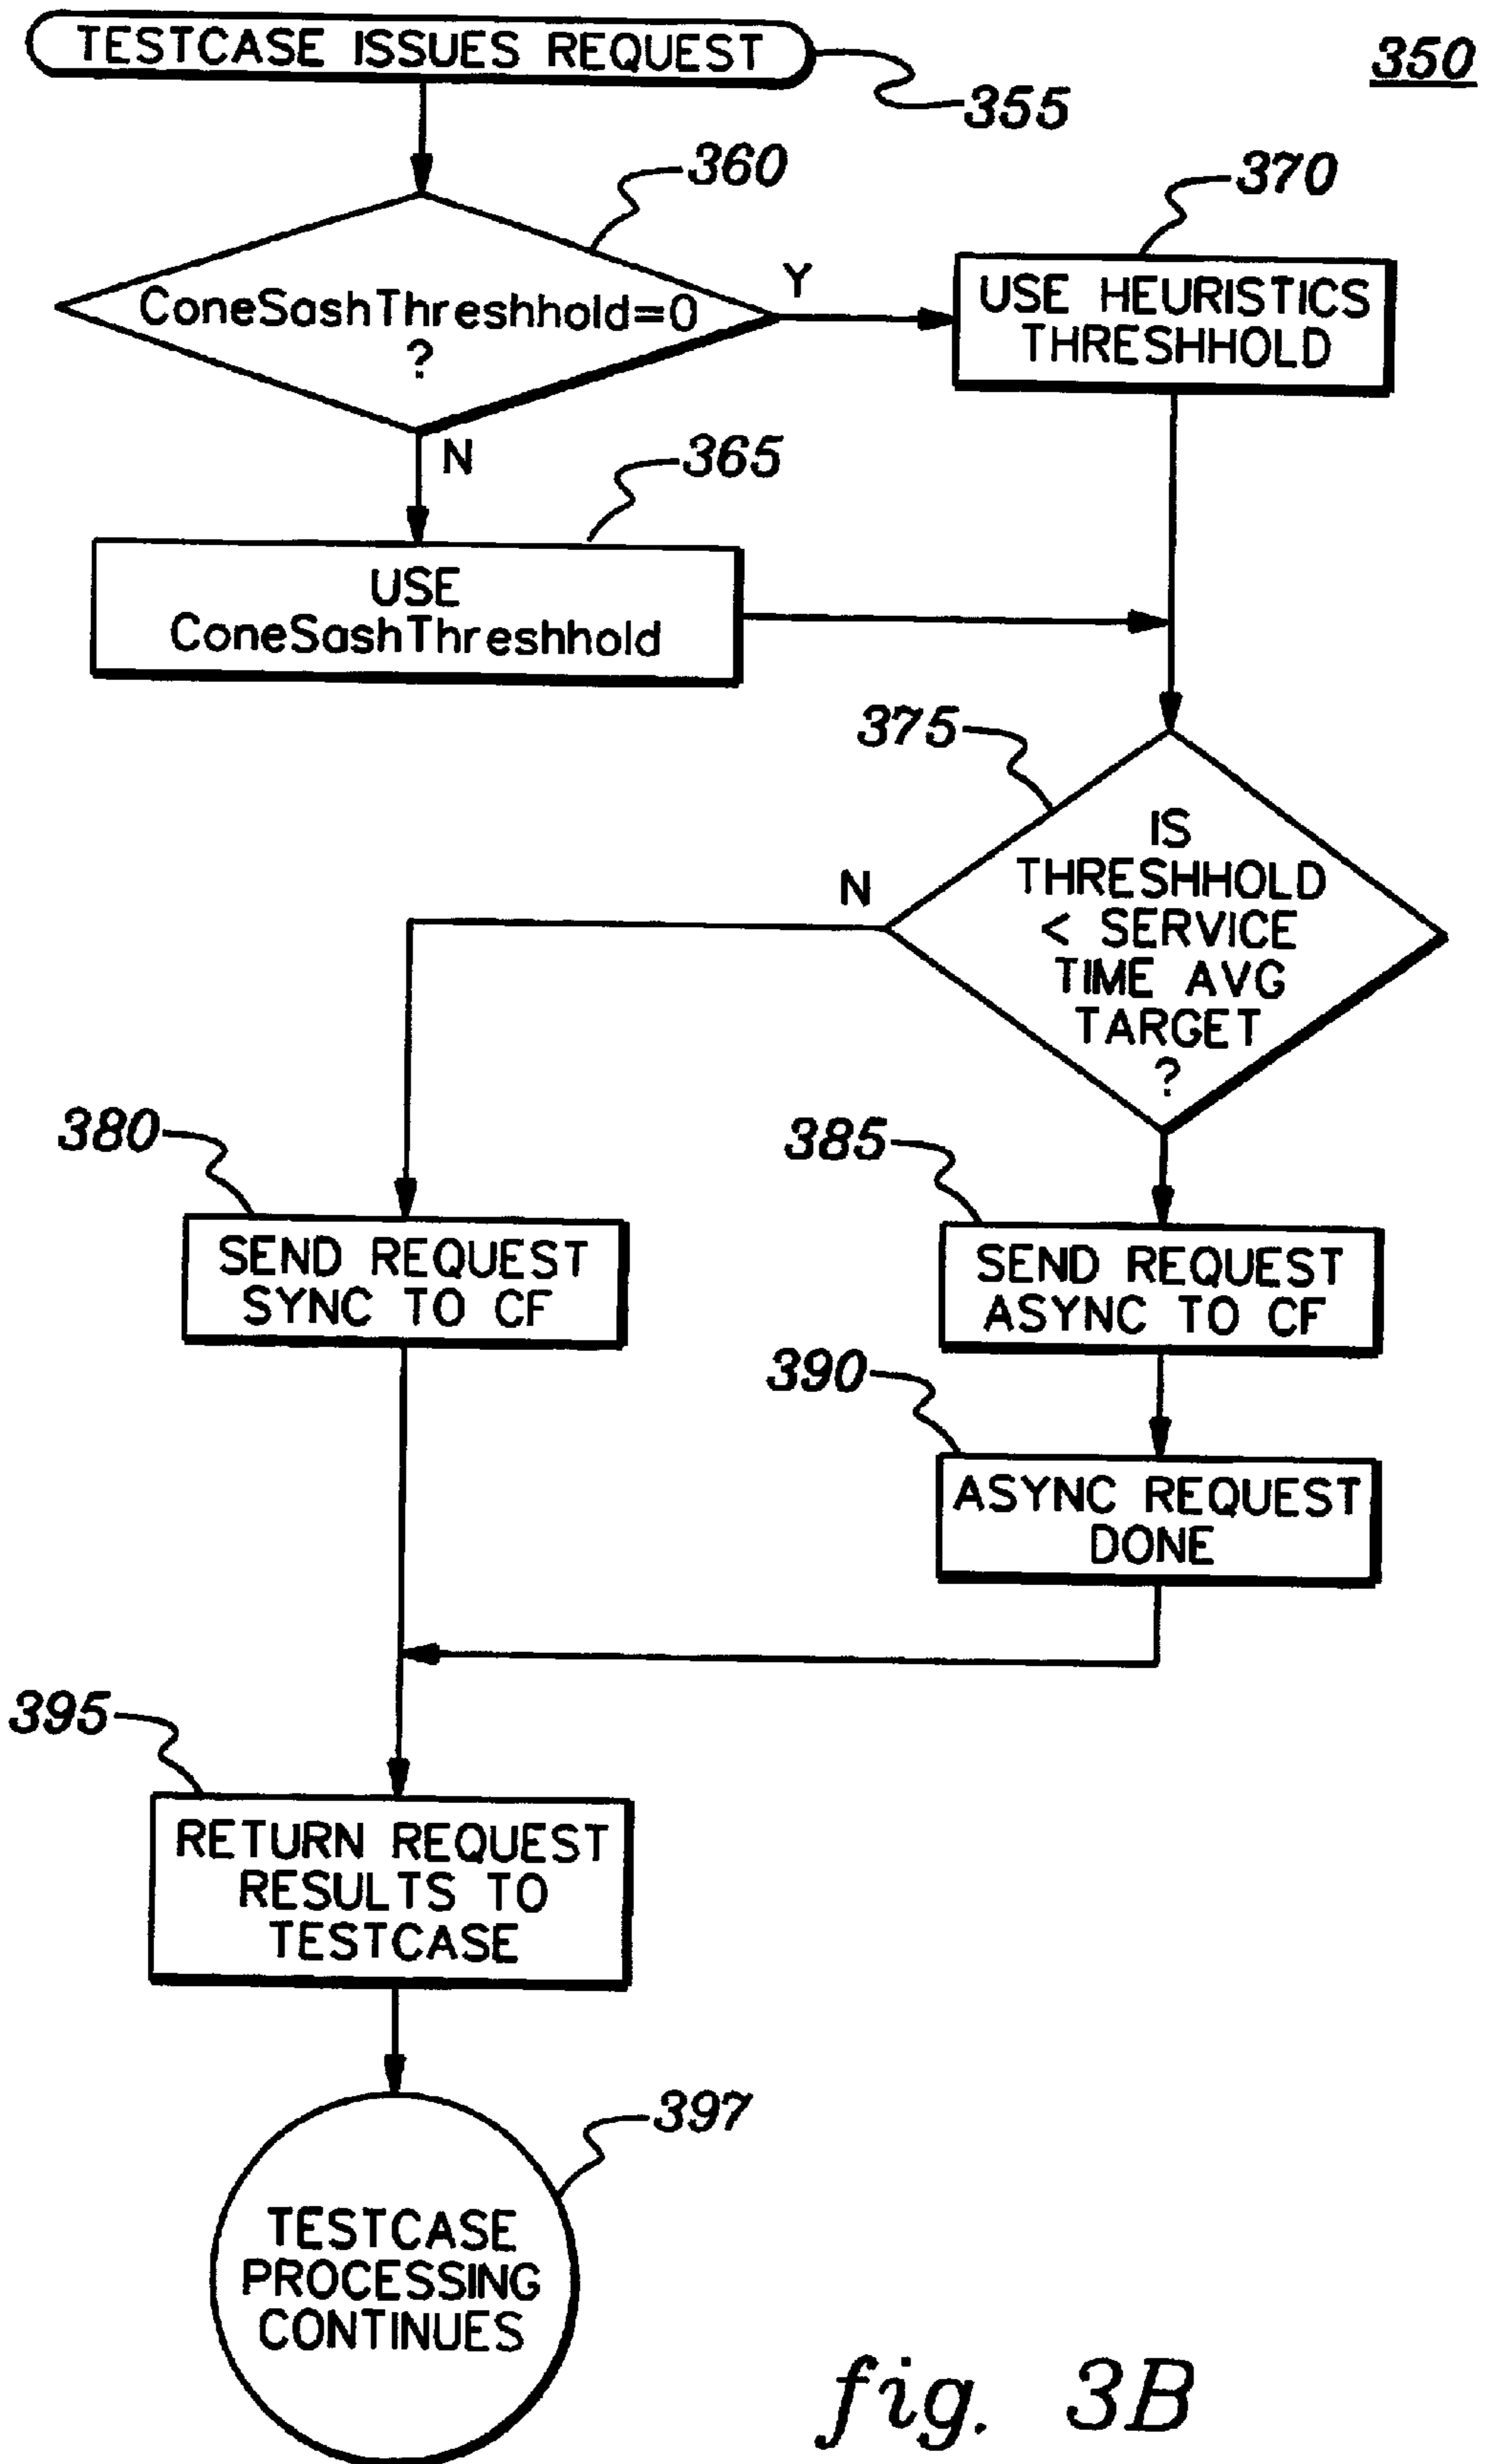 TESTCASE ISSUES REQUEST
350
355
360
370
ConeSashThreshhold=0
?
Y
USE HEURISTICS
THRESHHOLD
N
365
USE
ConeSashThreshhold
375
IS
THRESHHOLD
< SERVICE
TIME AVG
TARGET
?
N
380
385
SEND REQUEST
SYNC TO CF
SEND REQUEST
ASYNC TO CF
390
ASYNC REQUEST
DONE
395
RETURN REQUEST
RESULTS TO
TESTCASE
397
TESTCASE
PROCESSING
CONTINUES
fig. 3B